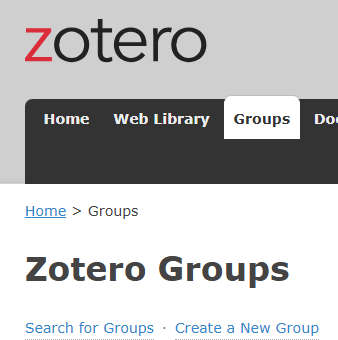 zotero
Home Web Library Groups
Home > Groups
Zotero Groups
Search for Groups · Create a New Group